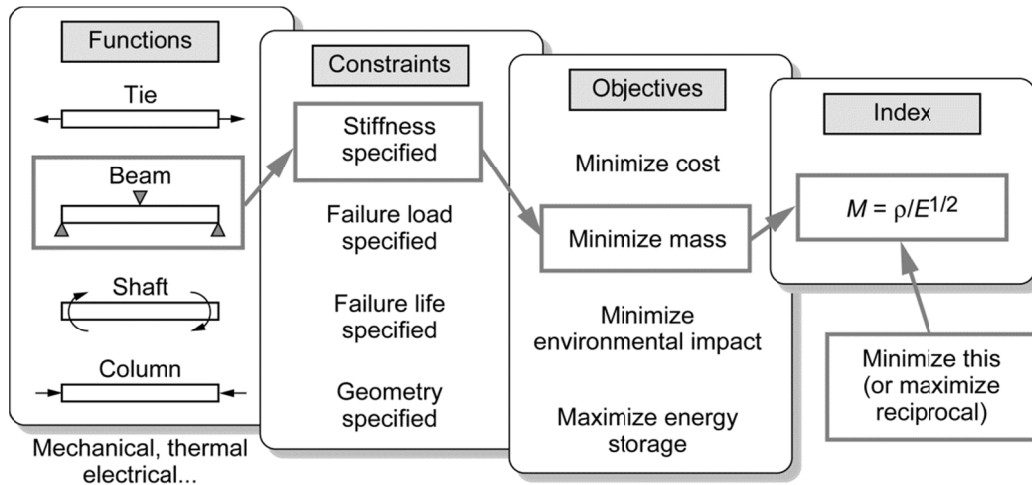 Functions
Tie
Beam
Shaft
Column
Mechanical, thermal
electrical...
Constraints
Stiffness
specified
Failure load
specified
Failure life
specified
Geometry
specified
Objectives
Minimize cost
Minimize mass
Minimize
environmental impact
Maximize energy
storage
Index
M = ρ/E^1/2
Minimize this
(or maximize
reciprocal)